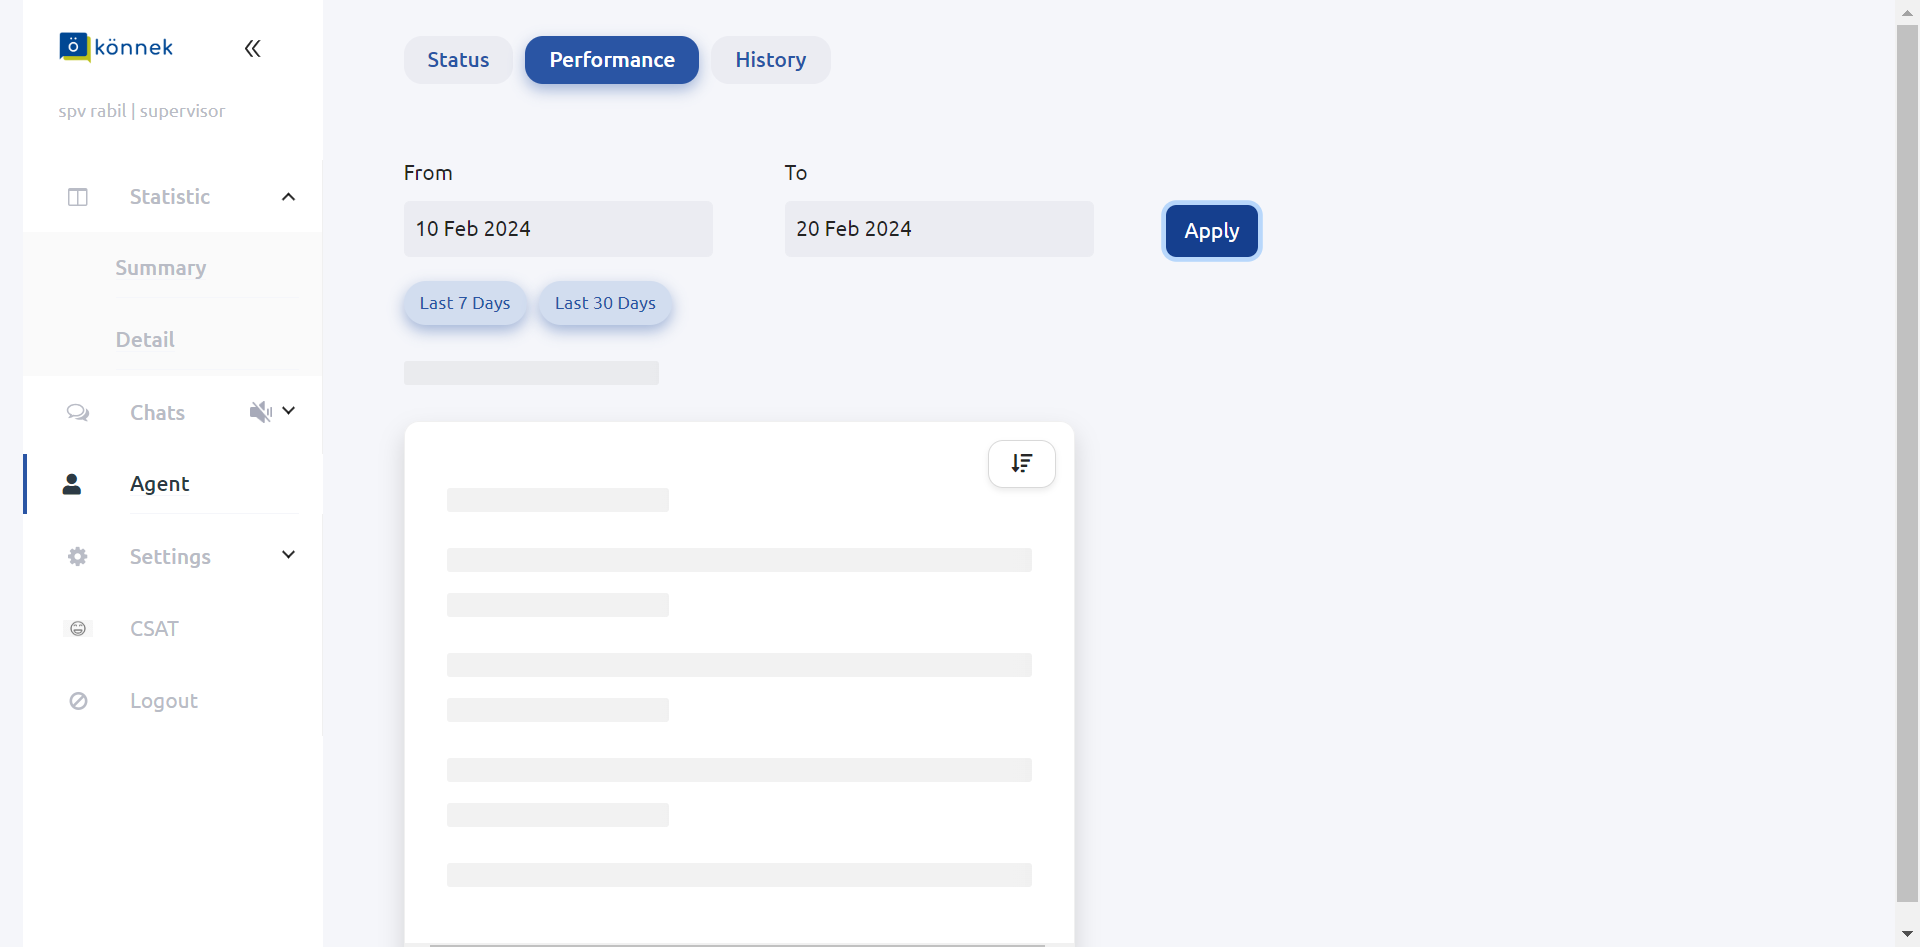 ö könnek
spv rabil | supervisor
Statistic
Summary
Detail
Chats
Agent
Settings
CSAT
Logout
Status
Performance
History
From
To
10 Feb 2024
20 Feb 2024
Apply
Last 7 Days
Last 30 Days